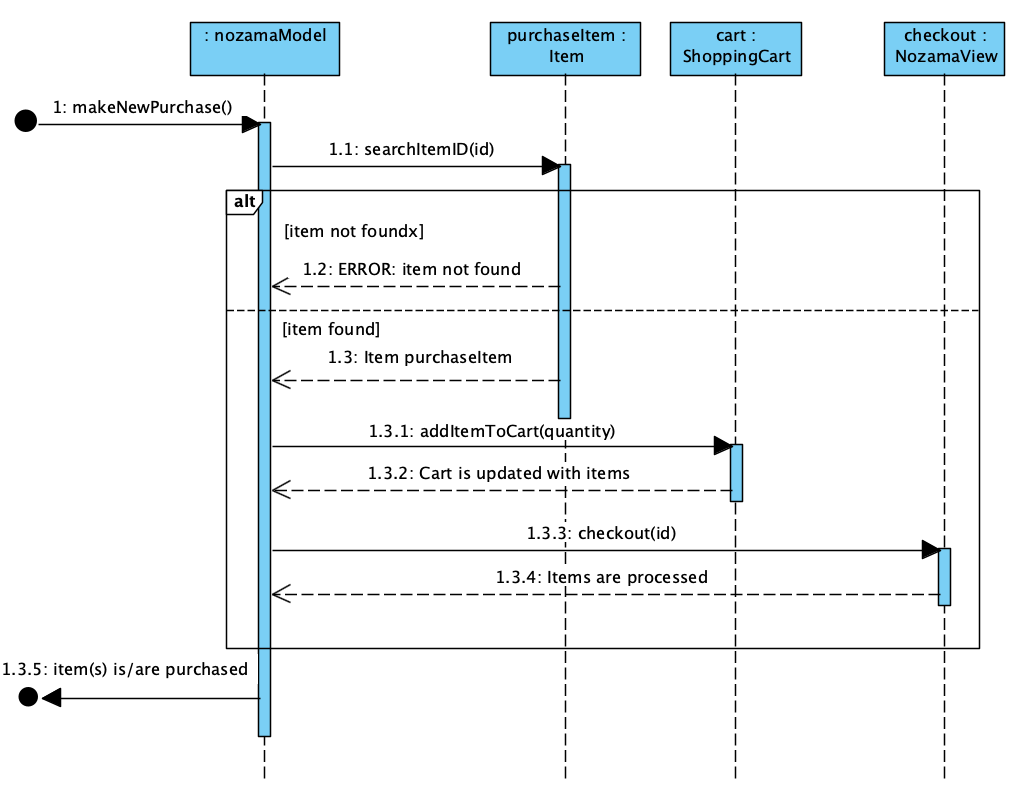 : nozamaModel
purchaseItem :
Item
cart :
ShoppingCart
checkout :
NozamaView
1: makeNewPurchase()
1.1: searchItemID(id)
alt
[item not foundx]
1.2: ERROR: item not found
[item found]
1.3: Item purchaseItem
1.3.1: addItemToCart(quantity)
1.3.2: Cart is updated with items
1.3.3: checkout(id)
1.3.4: Items are processed
1.3.5: item(s) is/are purchased